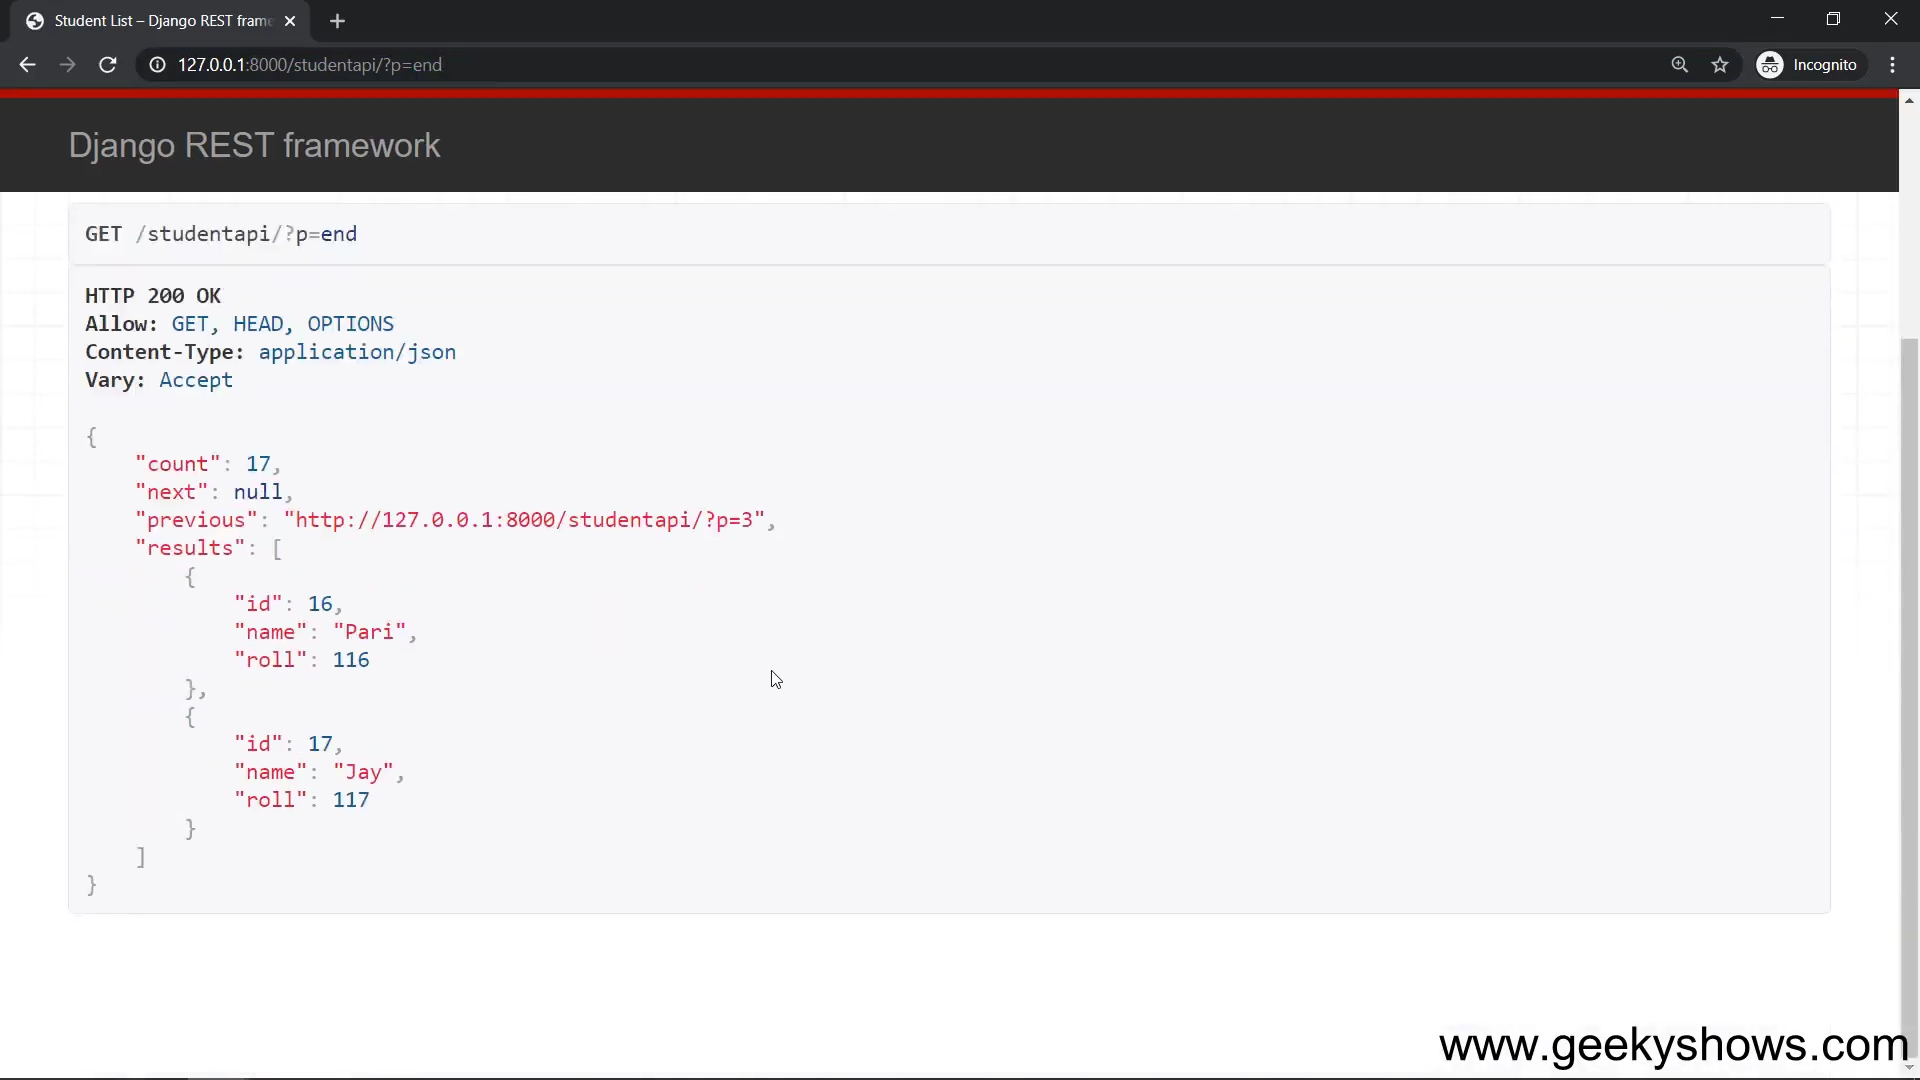 Student List – Django REST frame
127.0.0.1:8000/studentapi/?p=end
Incognito
Django REST framework
GET /studentapi/?p=end
HTTP 200 OK
Allow: GET, HEAD, OPTIONS
Content-Type: application/json
Vary: Accept
{
"count": 17,
"next": null,
"previous": "http://127.0.0.1:8000/studentapi/?p=3",
"results": [
{
"id": 16,
"name": "Pari",
"roll": 116
},
{
"id": 17,
"name": "Jay",
"roll": 117
}
]
}
www.geekyshows.com